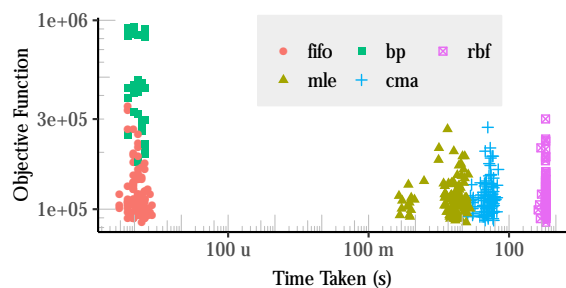 1e+06
3e+05
1e+05
Objective Function
fifo
bp
rbf
mle
cma
100 u
100 m
100
Time Taken (s)